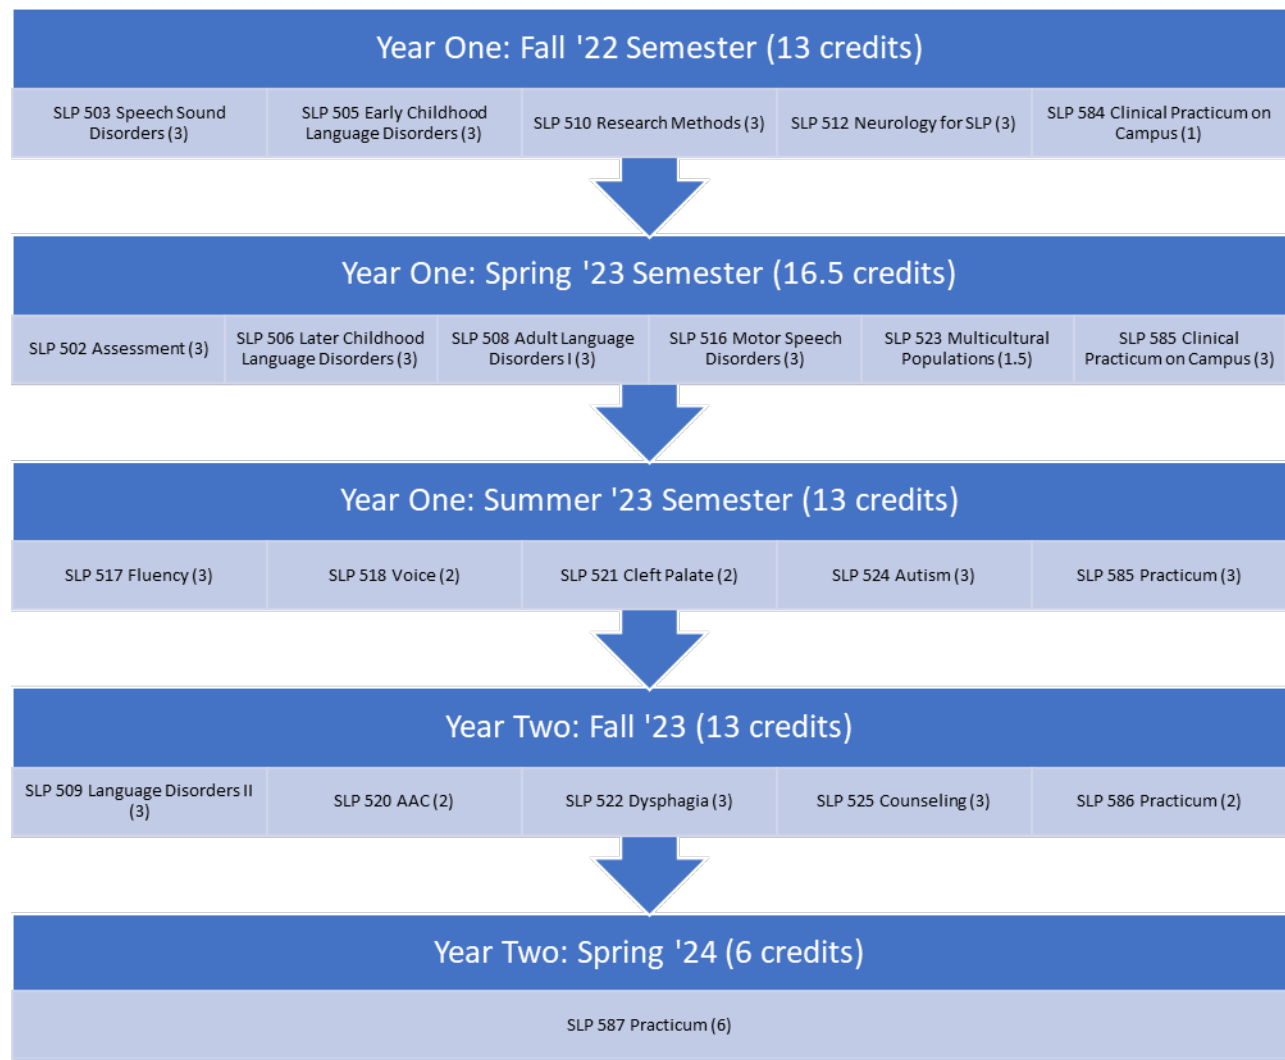 Year One: Fall '22 Semester (13 credits)
SLP 503 Speech Sound
Disorders (3)
SLP 505 Early Childhood
Language Disorders (3)
SLP 510 Research Methods (3)
SLP 512 Neurology for SLP (3)
SLP 584 Clinical Practicum on
Campus (1)
Year One: Spring '23 Semester (16.5 credits)
SLP 502 Assessment (3)
SLP 506 Later Childhood
Language Disorders (3)
SLP 508 Adult Language
Disorders I (3)
SLP 516 Motor Speech
Disorders (3)
SLP 523 Multicultural
Populations (1.5)
SLP 585 Clinical
Practicum on Campus (3)
Year One: Summer '23 Semester (13 credits)
SLP 517 Fluency (3)
SLP 518 Voice (2)
SLP 521 Cleft Palate (2)
SLP 524 Autism (3)
SLP 585 Practicum (3)
Year Two: Fall '23 (13 credits)
SLP 509 Language Disorders II
(3)
SLP 520 AAC (2)
SLP 522 Dysphagia (3)
SLP 525 Counseling (3)
SLP 586 Practicum (2)
Year Two: Spring '24 (6 credits)
SLP 587 Practicum (6)